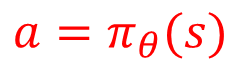 a = π_θ(s)